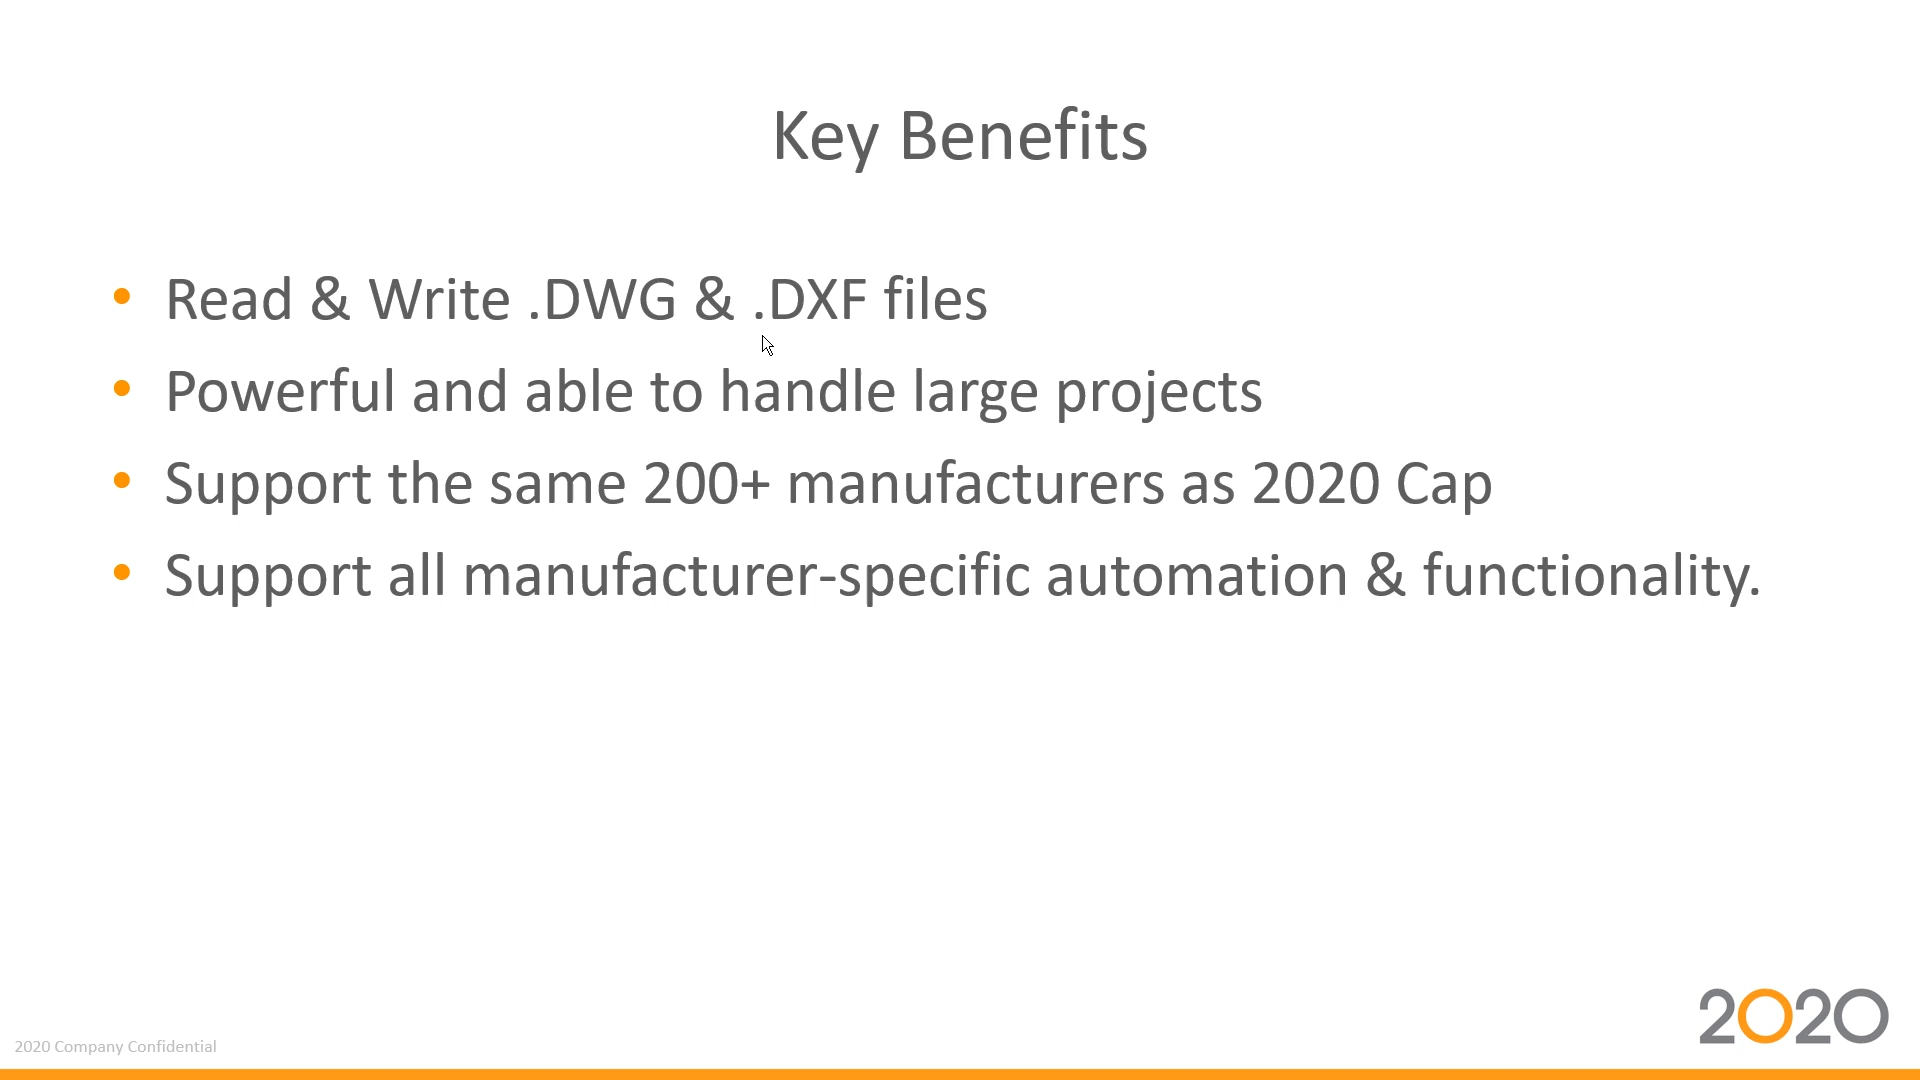 Key Benefits
• Read & Write .DWG & .DXF files
• Powerful and able to handle large projects
• Support the same 200+ manufacturers as 2020 Cap
• Support all manufacturer-specific automation & functionality.
2020
2020 Company Confidential